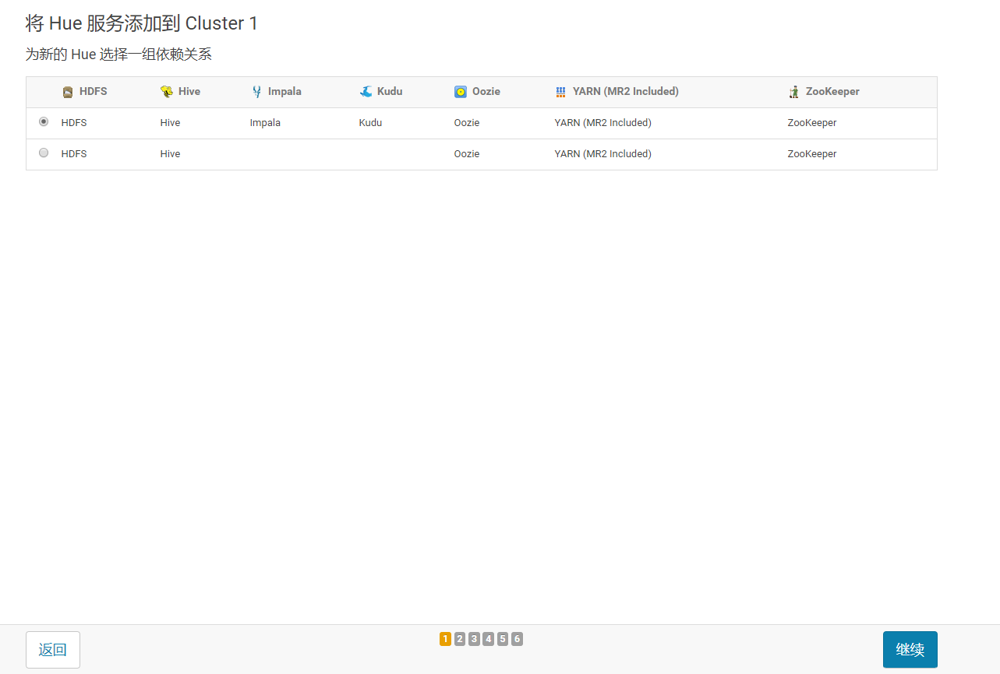 将 Hue 服务添加到 Cluster 1
为新的 Hue 选择一组依赖关系
HDFS Hive Impala Kudu Oozie YARN (MR2 Included) ZooKeeper
HDFS Hive Impala Kudu Oozie YARN (MR2 Included) ZooKeeper
HDFS Hive Oozie YARN (MR2 Included) ZooKeeper
返回 1 2 3 4 5 6 继续